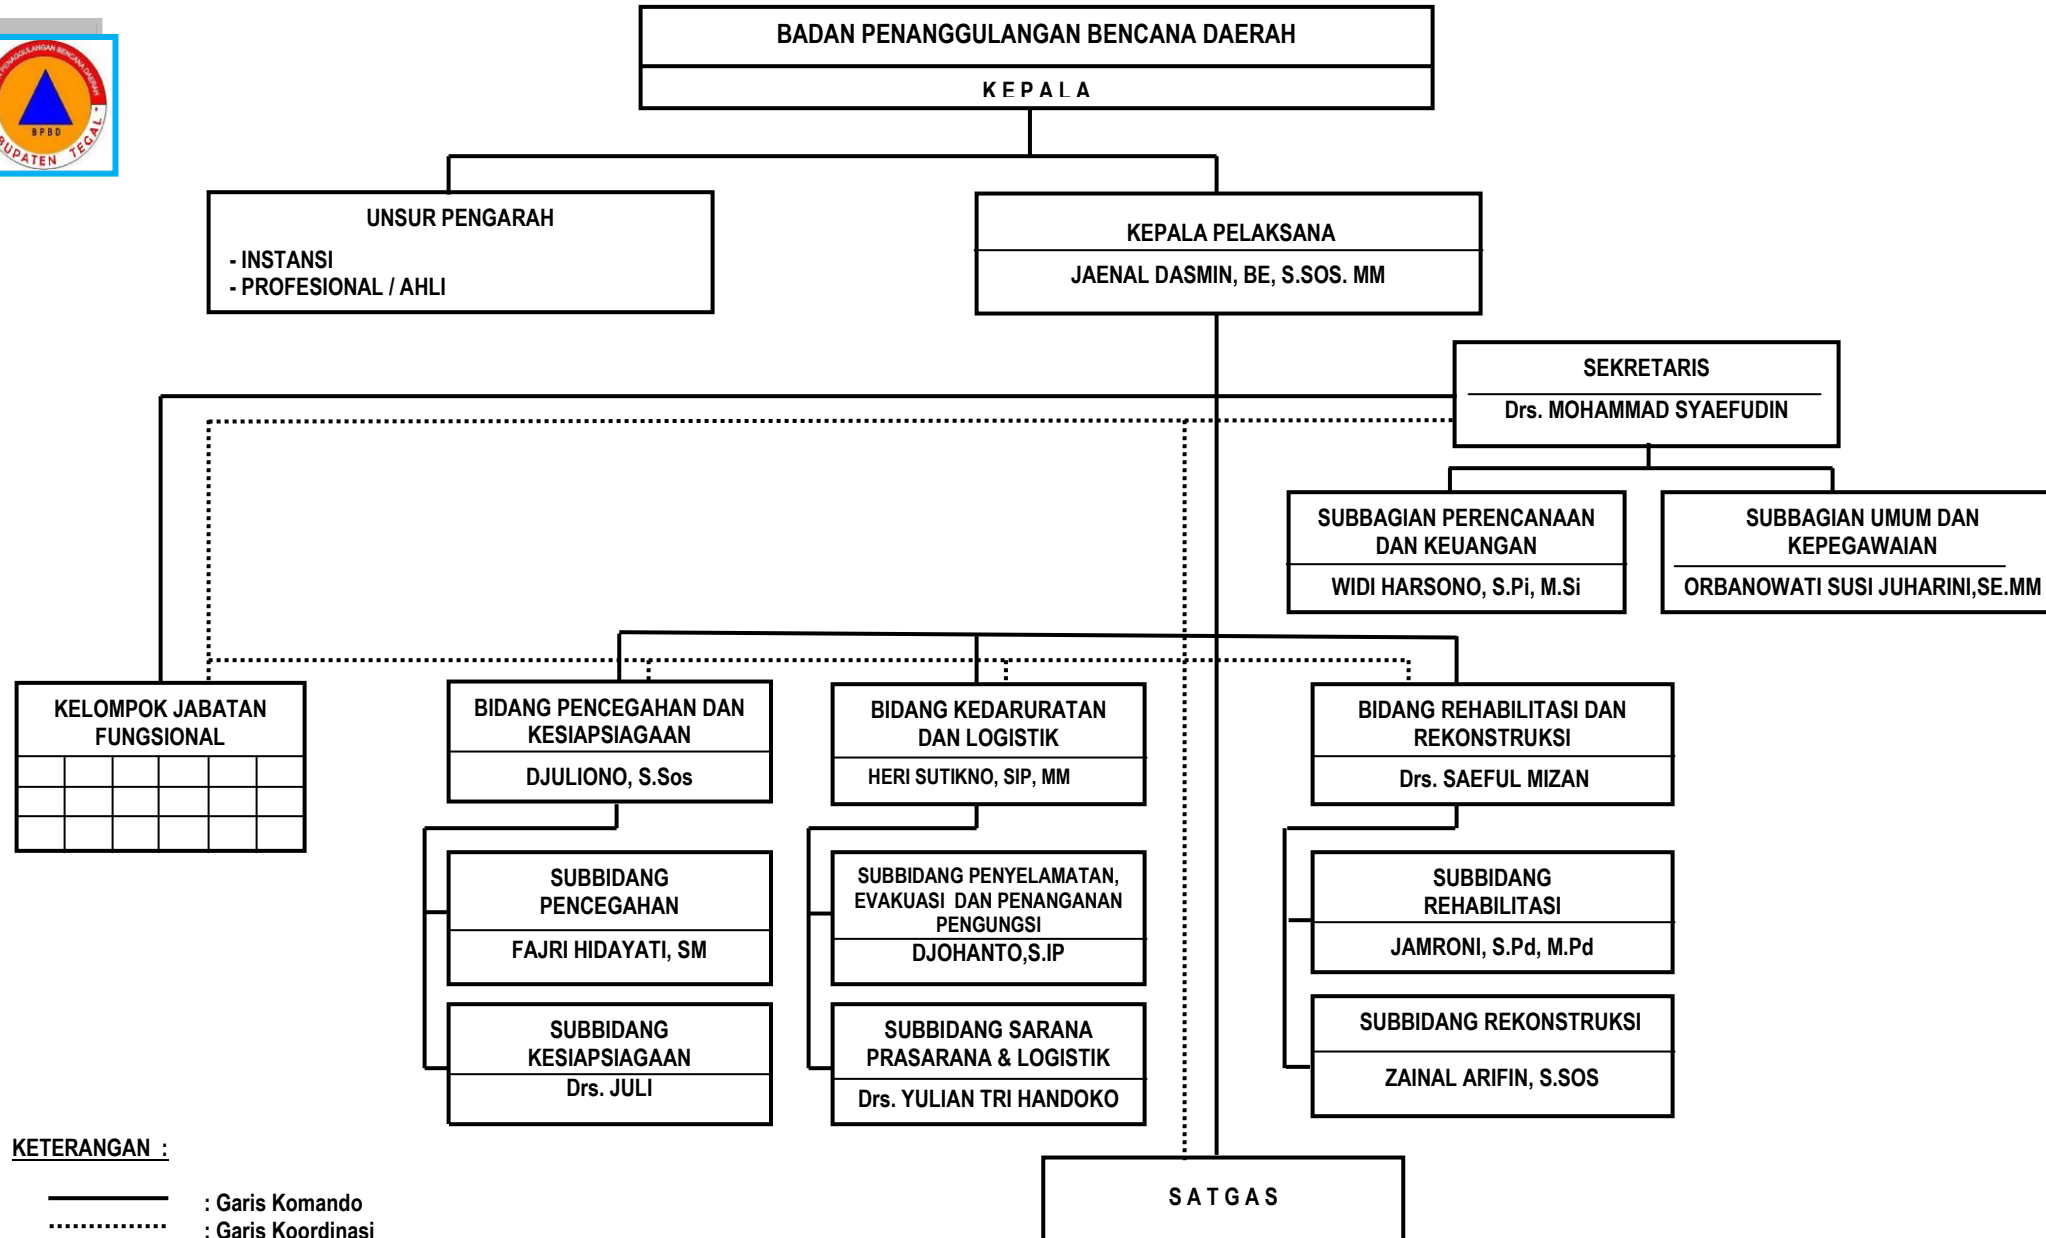 BADAN PENANGGULANGAN BENCANA DAERAH
K E P A L A
BPBD
KABUPATEN TEGAL
UNSUR PENGARAH
- INSTANSI
- PROFESIONAL / AHLI
KEPALA PELAKSANA
JAENAL DASMIN, BE, S.SOS. MM
SEKRETARIS
Drs. MOHAMMAD SYAEFUDIN
SUBBAGIAN PERENCANAAN
DAN KEUANGAN
WIDI HARSONO, S.Pi, M.Si
SUBBAGIAN UMUM DAN
KEPEGAWAIAN
ORBANOWATI SUSI JUHARINI,SE.MM
KELOMPOK JABATAN
FUNGSIONAL
BIDANG PENCEGAHAN DAN
KESIAPSIAGAAN
DJULIONO, S.Sos
BIDANG KEDARURATAN
DAN LOGISTIK
HERI SUTIKNO, SIP, MM
BIDANG REHABILITASI DAN
REKONSTRUKSI
Drs. SAEFUL MIZAN
SUBBIDANG
PENCEGAHAN
FAJRI HIDAYATI, SM
SUBBIDANG PENYELAMATAN,
EVAKUASI DAN PENANGANAN
PENGUNGSI
DJOHANTO,S.IP
SUBBIDANG
REHABILITASI
JAMRONI, S.Pd, M.Pd
SUBBIDANG
KESIAPSIAGAAN
Drs. JULI
SUBBIDANG SARANA
PRASARANA & LOGISTIK
Drs. YULIAN TRI HANDOKO
SUBBIDANG REKONSTRUKSI
ZAINAL ARIFIN, S.SOS
KETERANGAN :
: Garis Komando
: Garis Koordinasi
S A T G A S